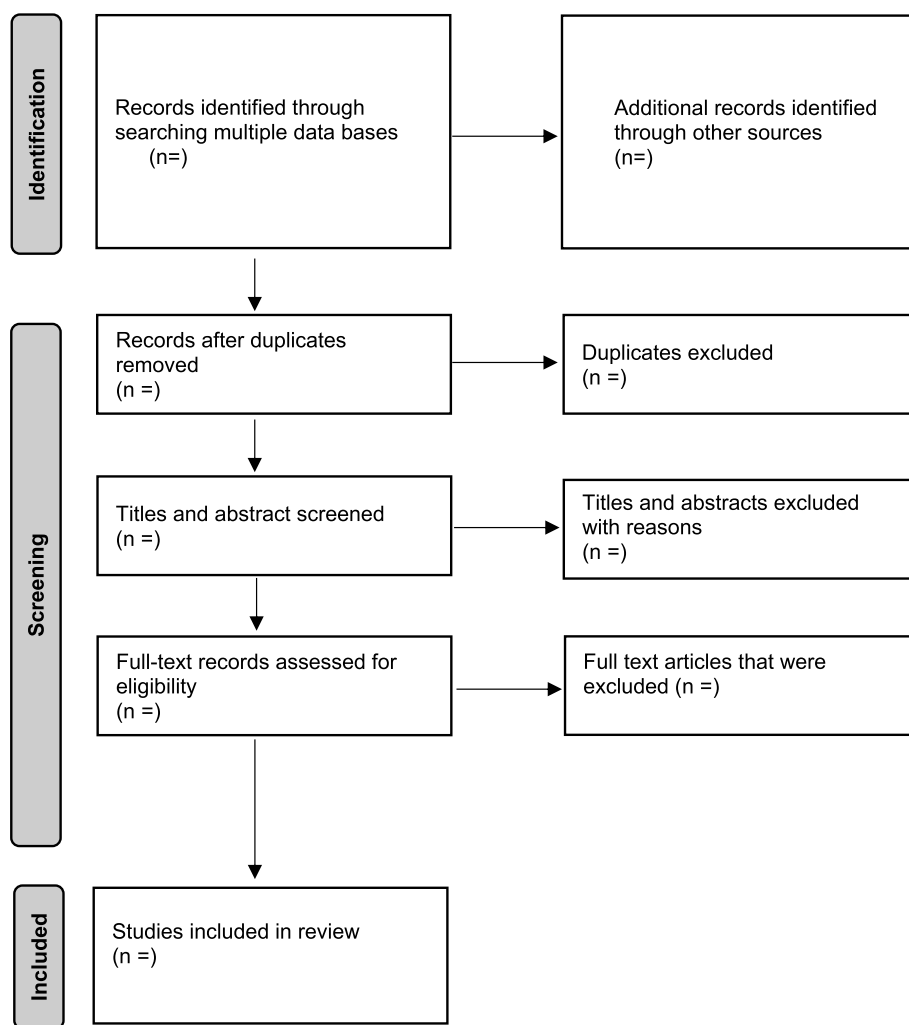 Identification
Records identified through
searching multiple data bases
(n=)
Additional records identified
through other sources
(n=)
Screening
Records after duplicates
removed
(n =)
Duplicates excluded
(n =)
Titles and abstract screened
(n =)
Titles and abstracts excluded
with reasons
(n =)
Full-text records assessed for
eligibility
(n =)
Full text articles that were
excluded (n =)
Included
Studies included in review
(n =)